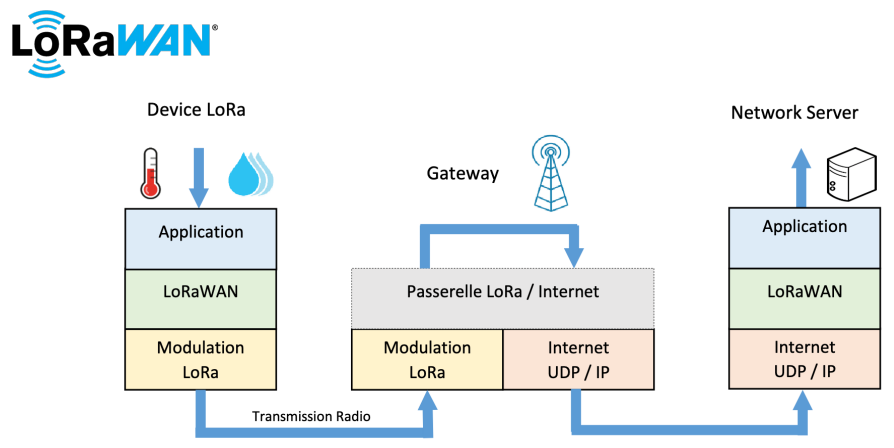 LoRaWAN®
Device LoRa
Network Server
Gateway
Application
Application
LoRaWAN
Passerelle LoRa / Internet
LoRaWAN
Modulation
LoRa
Modulation
LoRa
Internet
UDP / IP
Internet
UDP / IP
Transmission Radio